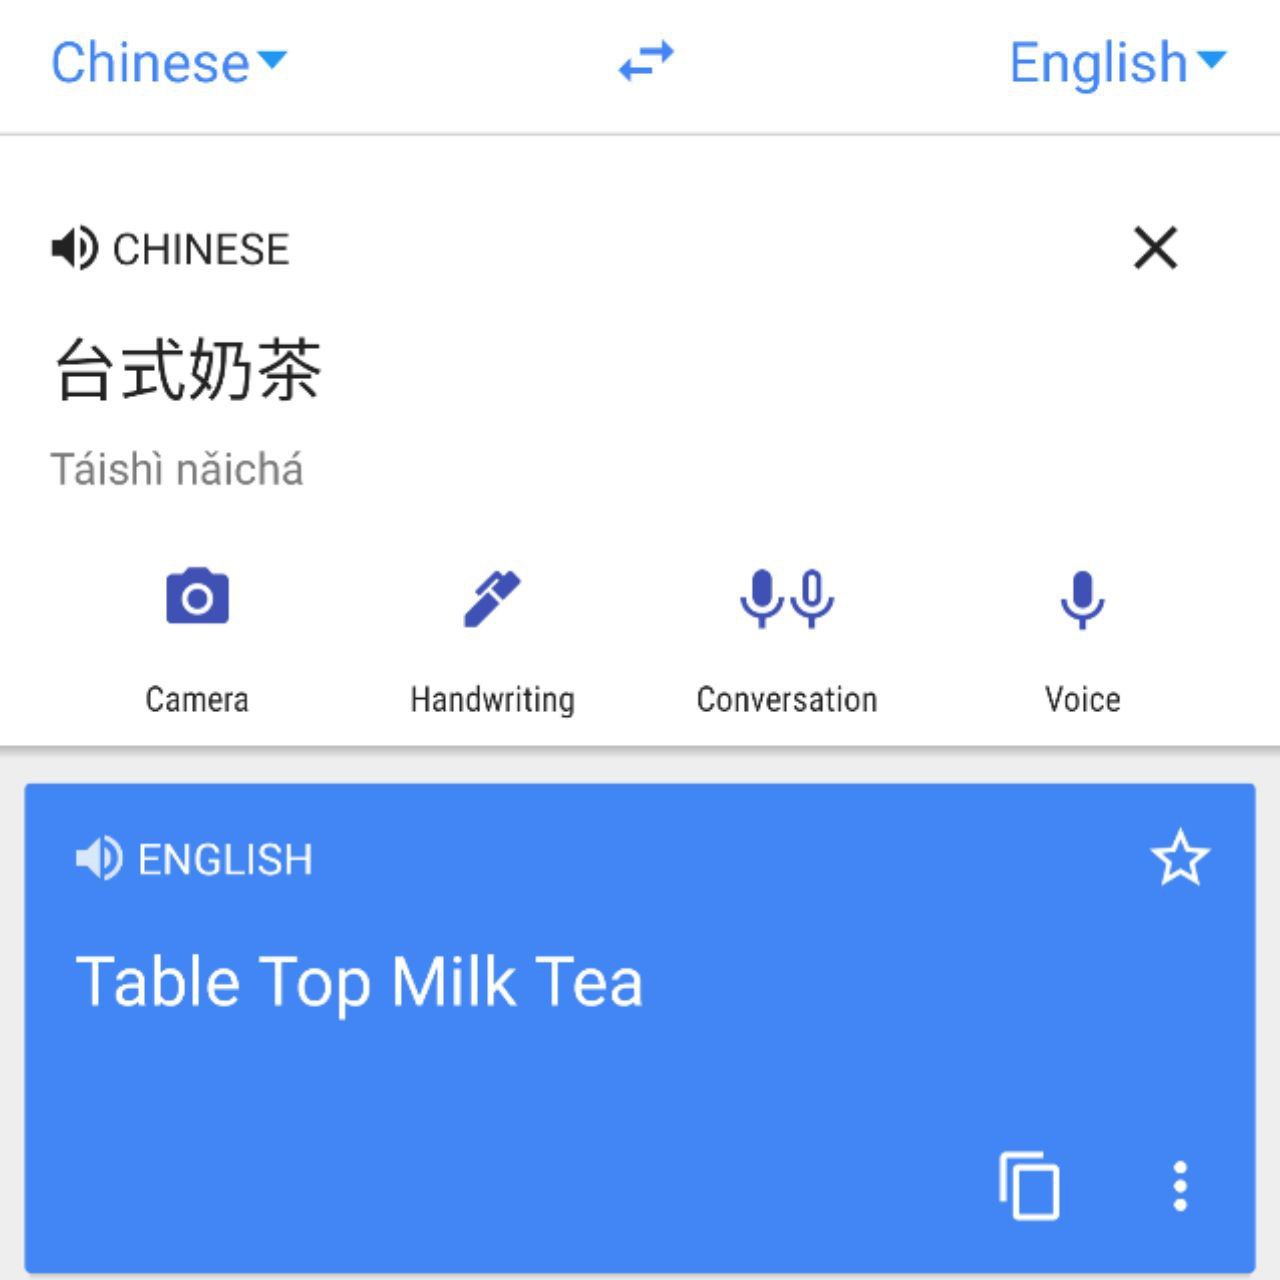 Chinese English
CHINESE
台式奶茶
Táishì nǎichá
Camera Handwriting Conversation Voice
ENGLISH
Table Top Milk Tea